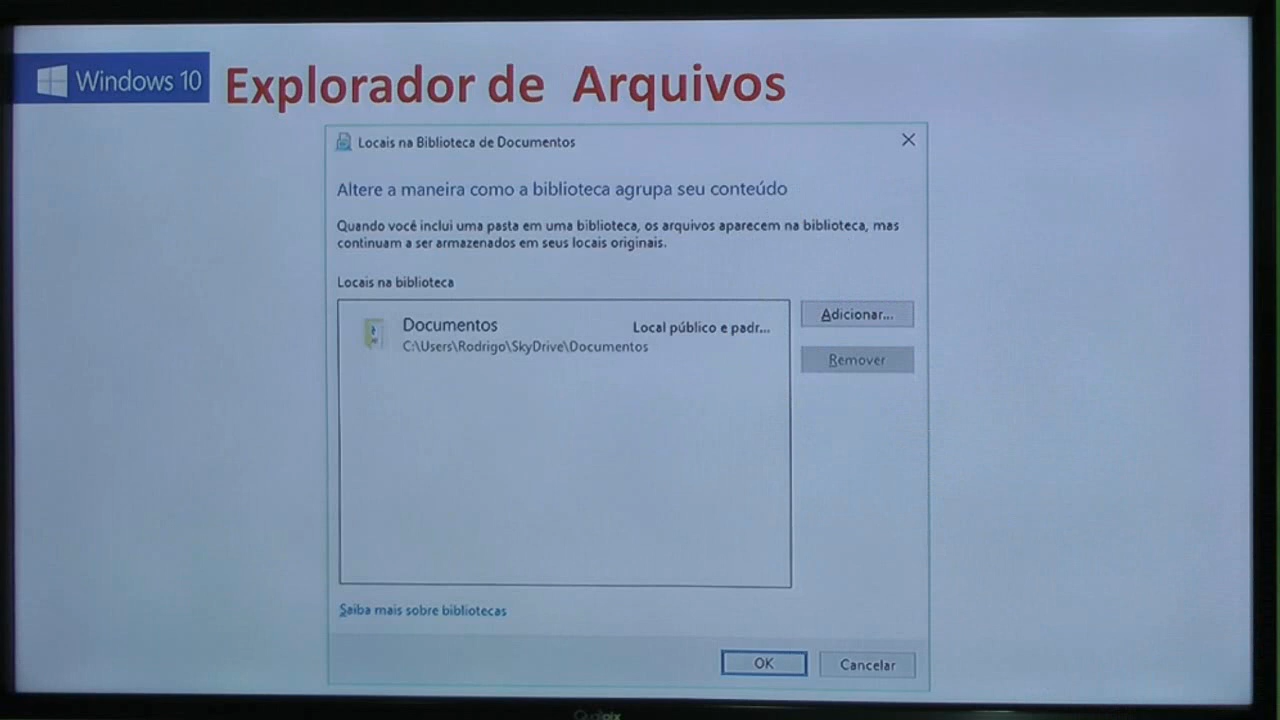 Windows 10
Explorador de Arquivos
Locais na Biblioteca de Documentos
Altere a maneira como a biblioteca agrupa seu conteúdo
Quando você inclui uma pasta em uma biblioteca, os arquivos aparecem na biblioteca, mas
continuam a ser armazenados em seus locais originais.
Locais na biblioteca
Documentos
Local público e padr...
C:\Users\Rodrigo\SkyDrive\Documentos
Adicionar...
Remover
Saiba mais sobre bibliotecas
OK
Cancelar